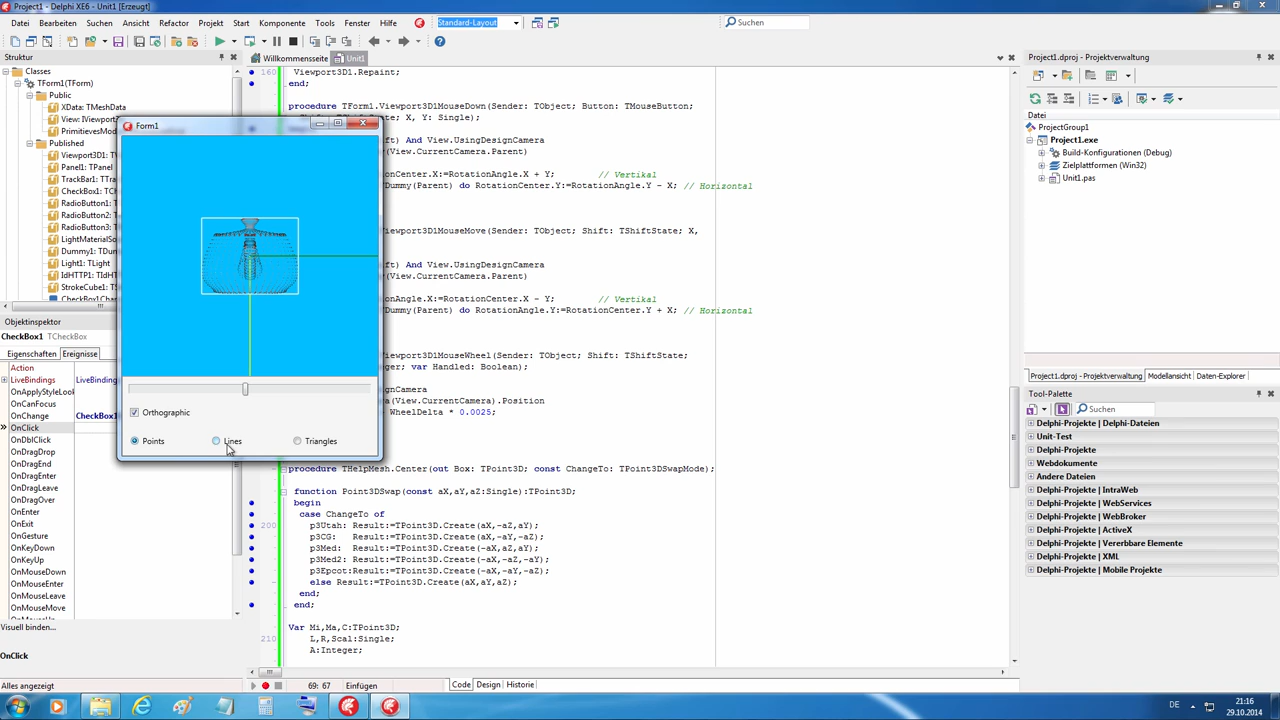 Project1 - Delphi XE6 - Unit1 [Erzeugt]
Datei Bearbeiten Suchen Ansicht Refactor Projekt Start Komponente Tools Fenster Hilfe Standard-Layout Suchen
Struktur
Classes
TForm1(TForm)
Public
XData: TMeshData
View: IViewport
PrimitivesMod
Published
Viewport3D1: T
Panel1: TPanel
TrackBar1: TTrack
CheckBox1: TCheck
RadioButton1:
RadioButton2:
RadioButton3:
LightMaterialSo
Dummy1: TDum
Light1: TLight
IdHTTP1: TIdHT
StrokeCube1: TS
CheckBox1Chan
Objektinspektor
CheckBox1 TCheckBox
Eigenschaften Ereignisse
Action
LiveBindings LiveBinding
OnApplyStyleLook
OnCanFocus
OnChange CheckBox1
OnClick
OnDblClick
OnDragDrop
OnDragEnd
OnDragEnter
OnDragLeave
OnDragOver
OnEnter
OnExit
OnGesture
OnKeyDown
OnKeyUp
OnMouseDown
OnMouseEnter
OnMouseLeave
OnMouseMove
OnMouseUp
Visuell binden...
OnClick
Alles angezeigt
Form1
Orthographic
Points Lines Triangles
Willkommensseite Unit1
160 Viewport3D1.Repaint;
end;
procedure TForm1.Viewport3D1MouseDown(Sender: TObject; Button: TMouseButton;
X, Y: Single);
ft) And View.UsingDesignCamera
(View.CurrentCamera.Parent)
onCenter.X:=RotationAngle.X + Y; // Vertikal
Dummy(Parent) do RotationCenter.Y:=RotationAngle.Y - X; // Horizontal
iewport3D1MouseMove(Sender: TObject; Shift: TShiftState; X,
ft) And View.UsingDesignCamera
(View.CurrentCamera.Parent)
onAngle.X:=RotationCenter.X - Y; // Vertikal
Dummy(Parent) do RotationAngle.Y:=RotationCenter.Y + X; // Horizontal
iewport3D1MouseWheel(Sender: TObject; Shift: TShiftState;
eger; var Handled: Boolean);
gnCamera
a(View.CurrentCamera).Position
WheelDelta * 0.0025;
procedure THelpMesh.Center(out Box: TPoint3D; const ChangeTo: TPoint3DSwapMode);
function Point3DSwap(const aX,aY,aZ:Single):TPoint3D;
begin
case ChangeTo of
200 p3Utah: Result:=TPoint3D.Create(aX,-aZ,aY);
p3CG: Result:=TPoint3D.Create(aX,-aY,-aZ);
p3Med: Result:=TPoint3D.Create(-aX,aZ,aY);
p3Med2: Result:=TPoint3D.Create(-aX,-aZ,-aY);
p3Epcot:Result:=TPoint3D.Create(-aX,-aY,-aZ);
else Result:=TPoint3D.Create(aX,aY,aZ);
end;
end;
Var Mi,Ma,C:TPoint3D;
210 L,R,Scal:Single;
A:Integer;
69: 67 Einfügen Code Design Historie
Project1.dproj - Projektverwaltung
Datei
ProjectGroup1
Project1.exe
Build-Konfigurationen (Debug)
Zielplattformen (Win32)
Unit1.pas
Project1.dproj - Projektverwaltung Modellansicht Daten-Explorer
Tool-Palette
Suchen
Delphi-Projekte | Delphi-Dateien
Unit-Test
Delphi-Projekte
Webdokumente
Andere Dateien
Delphi-Projekte | IntraWeb
Delphi-Projekte | WebServices
Delphi-Projekte | WebBroker
Delphi-Projekte | ActiveX
Delphi-Projekte | Vererbbare Elemente
Delphi-Projekte | XML
Delphi-Projekte | Mobile Projekte
DE 21:16
29.10.2014